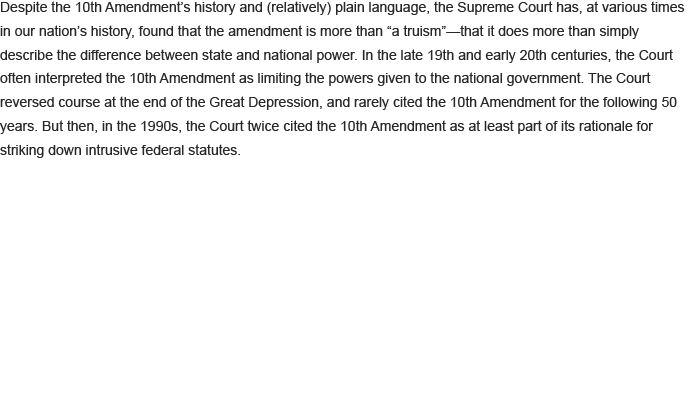 Despite the 10th Amendment’s history and (relatively) plain language, the Supreme Court has, at various times
in our nation’s history, found that the amendment is more than “a truism”—that it does more than simply
describe the difference between state and national power. In the late 19th and early 20th centuries, the Court
often interpreted the 10th Amendment as limiting the powers given to the national government. The Court
reversed course at the end of the Great Depression, and rarely cited the 10th Amendment for the following 50
years. But then, in the 1990s, the Court twice cited the 10th Amendment as at least part of its rationale for
striking down intrusive federal statutes.